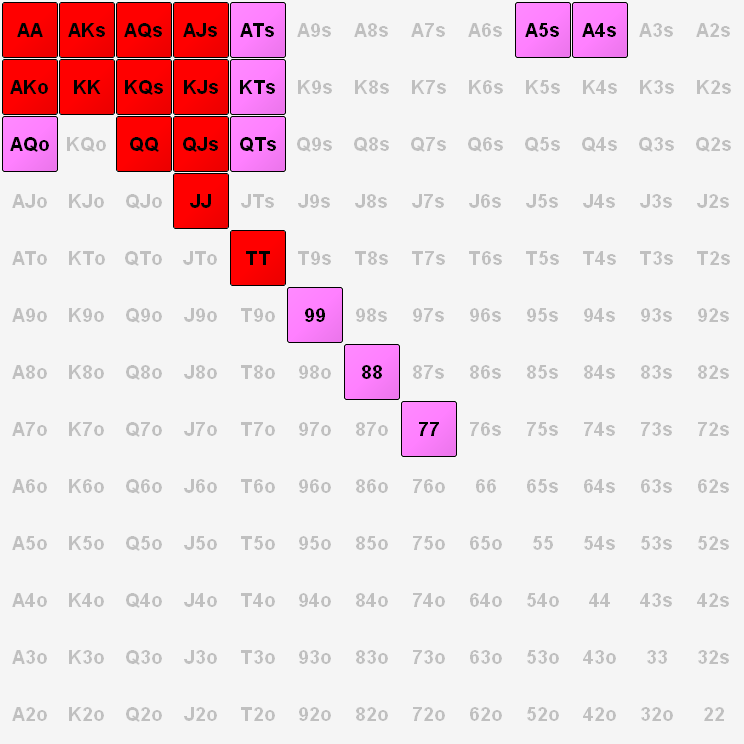 AA AKs AQs AJs ATs A9s A8s A7s A6s A5s A4s A3s A2s
AKo KK KQs KJs KTs K9s K8s K7s K6s K5s K4s K3s K2s
AQo KQo QQ QJs QTs Q9s Q8s Q7s Q6s Q5s Q4s Q3s Q2s
AJo KJo QJo JJ JTs J9s J8s J7s J6s J5s J4s J3s J2s
ATo KTo QTo JTo TT T9s T8s T7s T6s T5s T4s T3s T2s
A9o K9o Q9o J9o T9o 99 98s 97s 96s 95s 94s 93s 92s
A8o K8o Q8o J8o T8o 98o 88 87s 86s 85s 84s 83s 82s
A7o K7o Q7o J7o T7o 97o 87o 77 76s 75s 74s 73s 72s
A6o K6o Q6o J6o T6o 96o 86o 76o 66 65s 64s 63s 62s
A5o K5o Q5o J5o T5o 95o 85o 75o 65o 55 54s 53s 52s
A4o K4o Q4o J4o T4o 94o 84o 74o 64o 54o 44 43s 42s
A3o K3o Q3o J3o T3o 93o 83o 73o 63o 53o 43o 33 32s
A2o K2o Q2o J2o T2o 92o 82o 72o 62o 52o 42o 32o 22